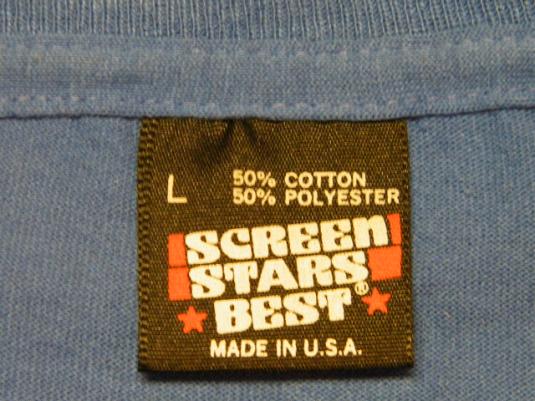 L
50% COTTON
50% POLYESTER
SCREEN
STARS
BEST®
MADE IN U.S.A.